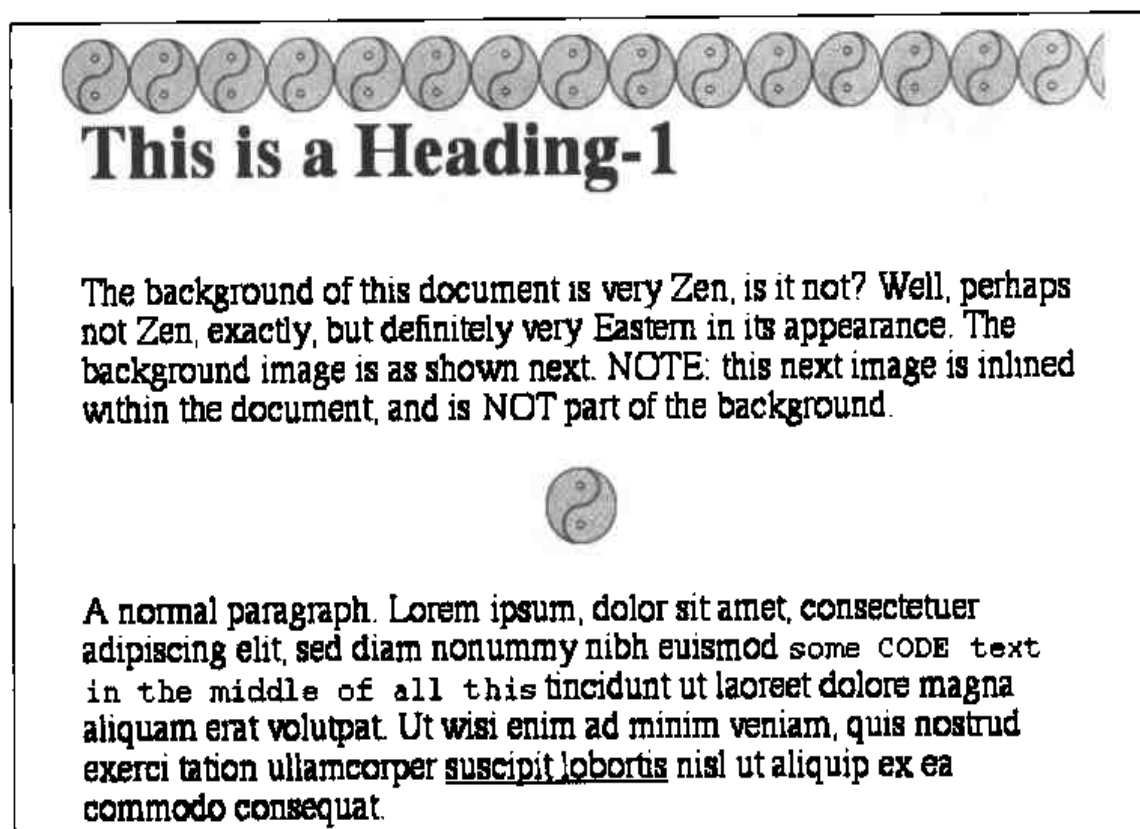 This is a Heading-1
The background of this document is very Zen, is it not? Well, perhaps
not Zen, exactly, but definitely very Eastern in its appearance. The
background image is as shown next. NOTE: this next image is inlined
within the document, and is NOT part of the background.
A normal paragraph. Lorem ipsum, dolor sit amet, consectetuer
adipiscing elit, sed diam nonummy nibh euismod some CODE text
in the middle of all this tincidunt ut laoreet dolore magna
aliquam erat volutpat. Ut wisi enim ad minim veniam, quis nostrud
exerci tation ullamcorper suscipit lobortis nisl ut aliquip ex ea
commodo consequat.